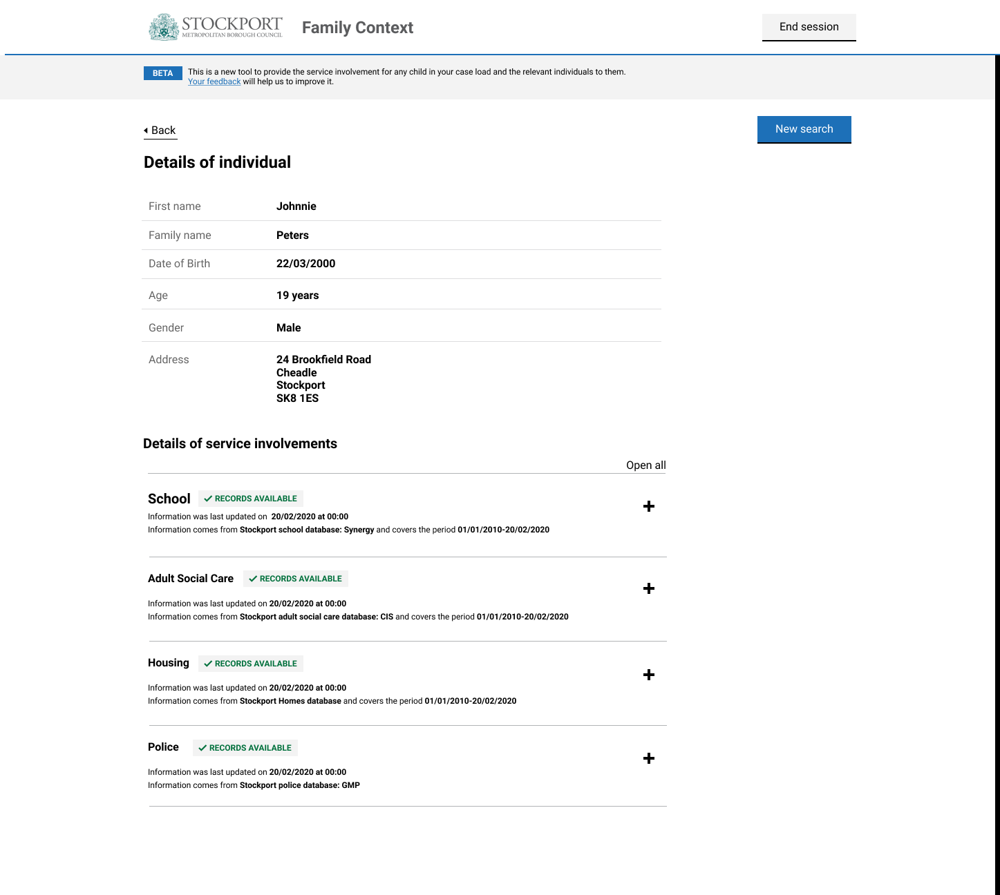 STOCKPORT
METROPOLITAN BOROUGH COUNCIL
Family Context
End session
BETA
This is a new tool to provide the service involvement for any child in your case load and the relevant individuals to them.
Your feedback will help us to improve it.
Back
New search
Details of individual
First name Johnnie
Family name Peters
Date of Birth 22/03/2000
Age 19 years
Gender Male
Address 24 Brookfield Road
Cheadle
Stockport
SK8 1ES
Details of service involvements
Open all
School RECORDS AVAILABLE
Information was last updated on 20/02/2020 at 00:00
Information comes from Stockport school database: Synergy and covers the period 01/01/2010-20/02/2020
Adult Social Care RECORDS AVAILABLE
Information was last updated on 20/02/2020 at 00:00
Information comes from Stockport adult social care database: CIS and covers the period 01/01/2010-20/02/2020
Housing RECORDS AVAILABLE
Information was last updated on 20/02/2020 at 00:00
Information comes from Stockport Homes database and covers the period 01/01/2010-20/02/2020
Police RECORDS AVAILABLE
Information was last updated on 20/02/2020 at 00:00
Information comes from Stockport police database: GMP